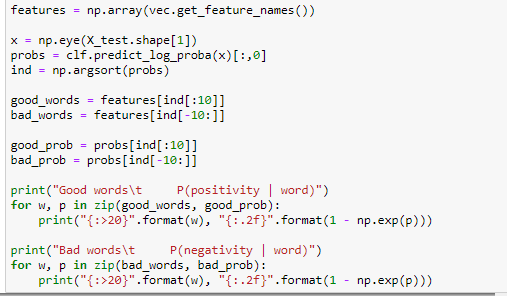 features = np.array(vec.get_feature_names())
x = np.eye(X_test.shape[1])
probs = clf.predict_log_proba(x)[:,0]
ind = np.argsort(probs)
good_words = features[ind[:10]]
bad_words = features[ind[-10:]]
good_prob = probs[ind[:10]]
bad_prob = probs[ind[-10:]]
print("Good words\t     P(positivity | word)")
for w, p in zip(good_words, good_prob):
    print("{:>20}".format(w), "{:.2f}".format(1 - np.exp(p)))
print("Bad words\t     P(negativity | word)")
for w, p in zip(bad_words, bad_prob):
    print("{:>20}".format(w), "{:.2f}".format(1 - np.exp(p)))